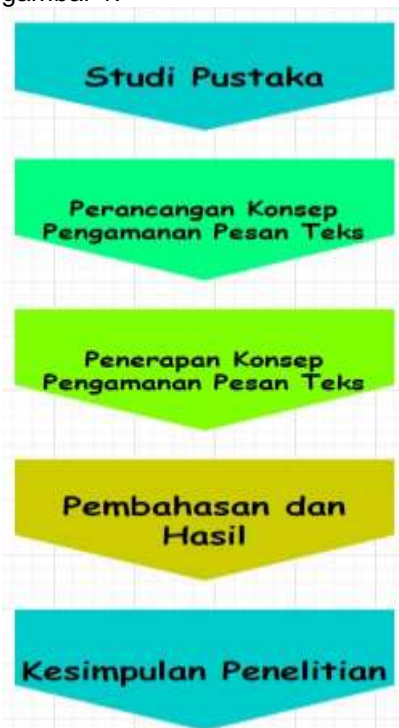 gambar 1.
Studi Pustaka
Perancangan Konsep
Pengamanan Pesan Teks
Penerapan Konsep
Pengamanan Pesan Teks
Pembahasan dan
Hasil
Kesimpulan Penelitian